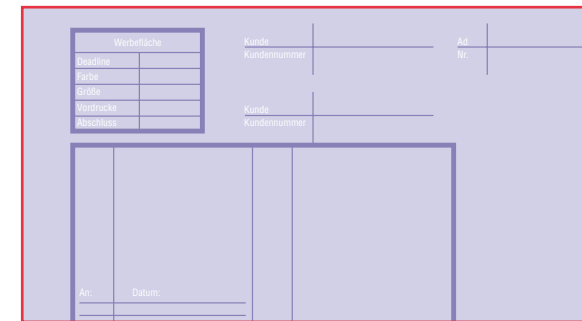 Werbefläche
Deadline
Farbe
Größe
Vordrucke
Abschluss
Kunde
Kundennummer
Ad
Nr.
Kunde
Kundennummer
An: Datum: